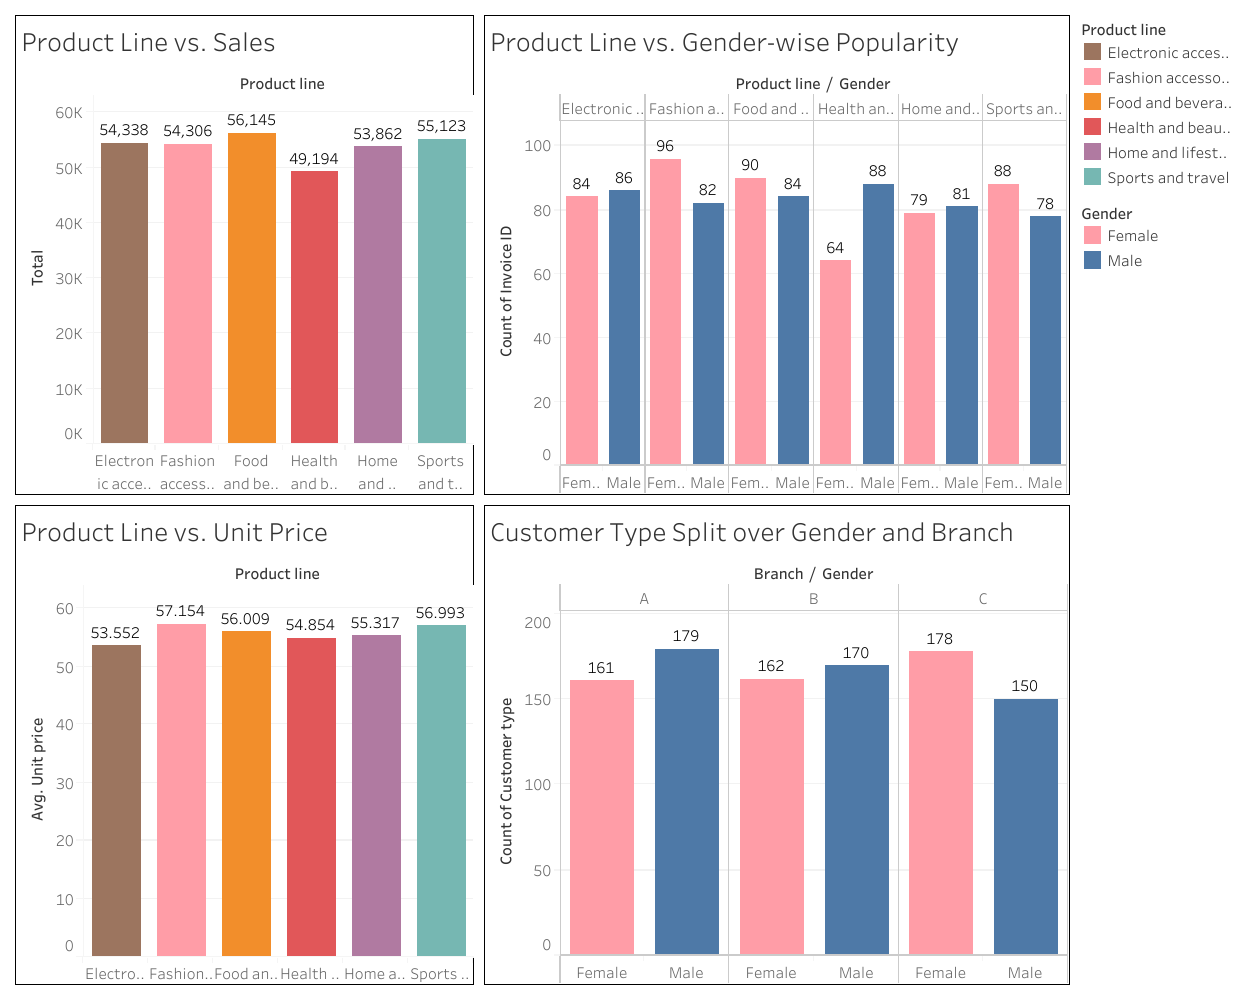 Product Line vs. Sales
Product line
60K
50K
40K
30K
20K
10K
0K
Total
54,338
54,306
56,145
49,194
53,862
55,123
Electron
ic acce..
Fashion
access..
Food
and be..
Health
and b..
Home
and ..
Sports
and t..
Product Line vs. Gender-wise Popularity
Product line / Gender
Electronic ..
Fashion a..
Food and ..
Health an..
Home and..
Sports an..
100
80
60
40
20
0
Count of Invoice ID
84
86
96
82
90
84
64
88
79
81
88
78
Fem.. Male Fem.. Male Fem.. Male Fem.. Male Fem.. Male Fem.. Male
Product line
Electronic acces..
Fashion accesso..
Food and bevera..
Health and beau..
Home and lifest..
Sports and travel
Gender
Female
Male
Product Line vs. Unit Price
Product line
60
50
40
30
20
10
0
Avg. Unit price
53.552
57.154
56.009
54.854
55.317
56.993
Electro.. Fashion.. Food an.. Health .. Home a.. Sports ..
Customer Type Split over Gender and Branch
Branch / Gender
A
B
C
200
150
100
50
0
Count of Customer type
161
179
162
170
178
150
Female Male Female Male Female Male